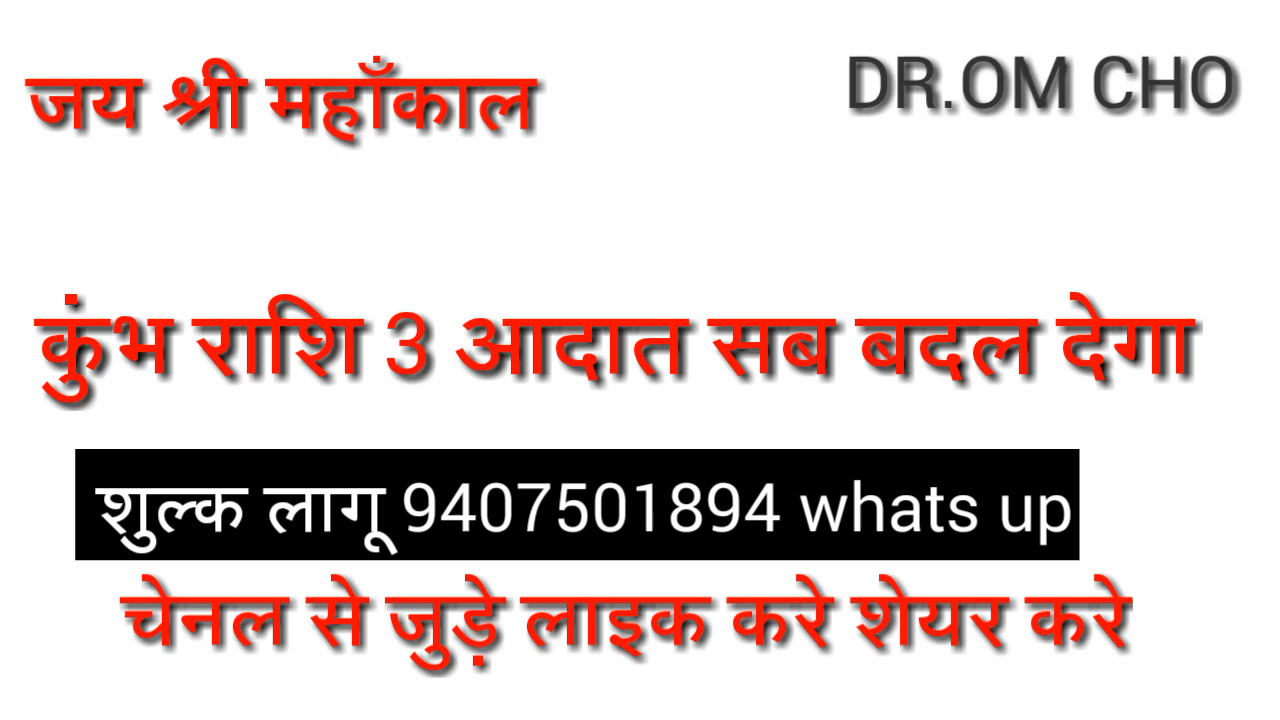 जय श्री महाँकाल
DR.OM CHO
कुंभ राशि 3 आदात सब बदल देगा
शुल्क लागू 9407501894 whats up
चेनल से जुड़े लाइक करे शेयर करे